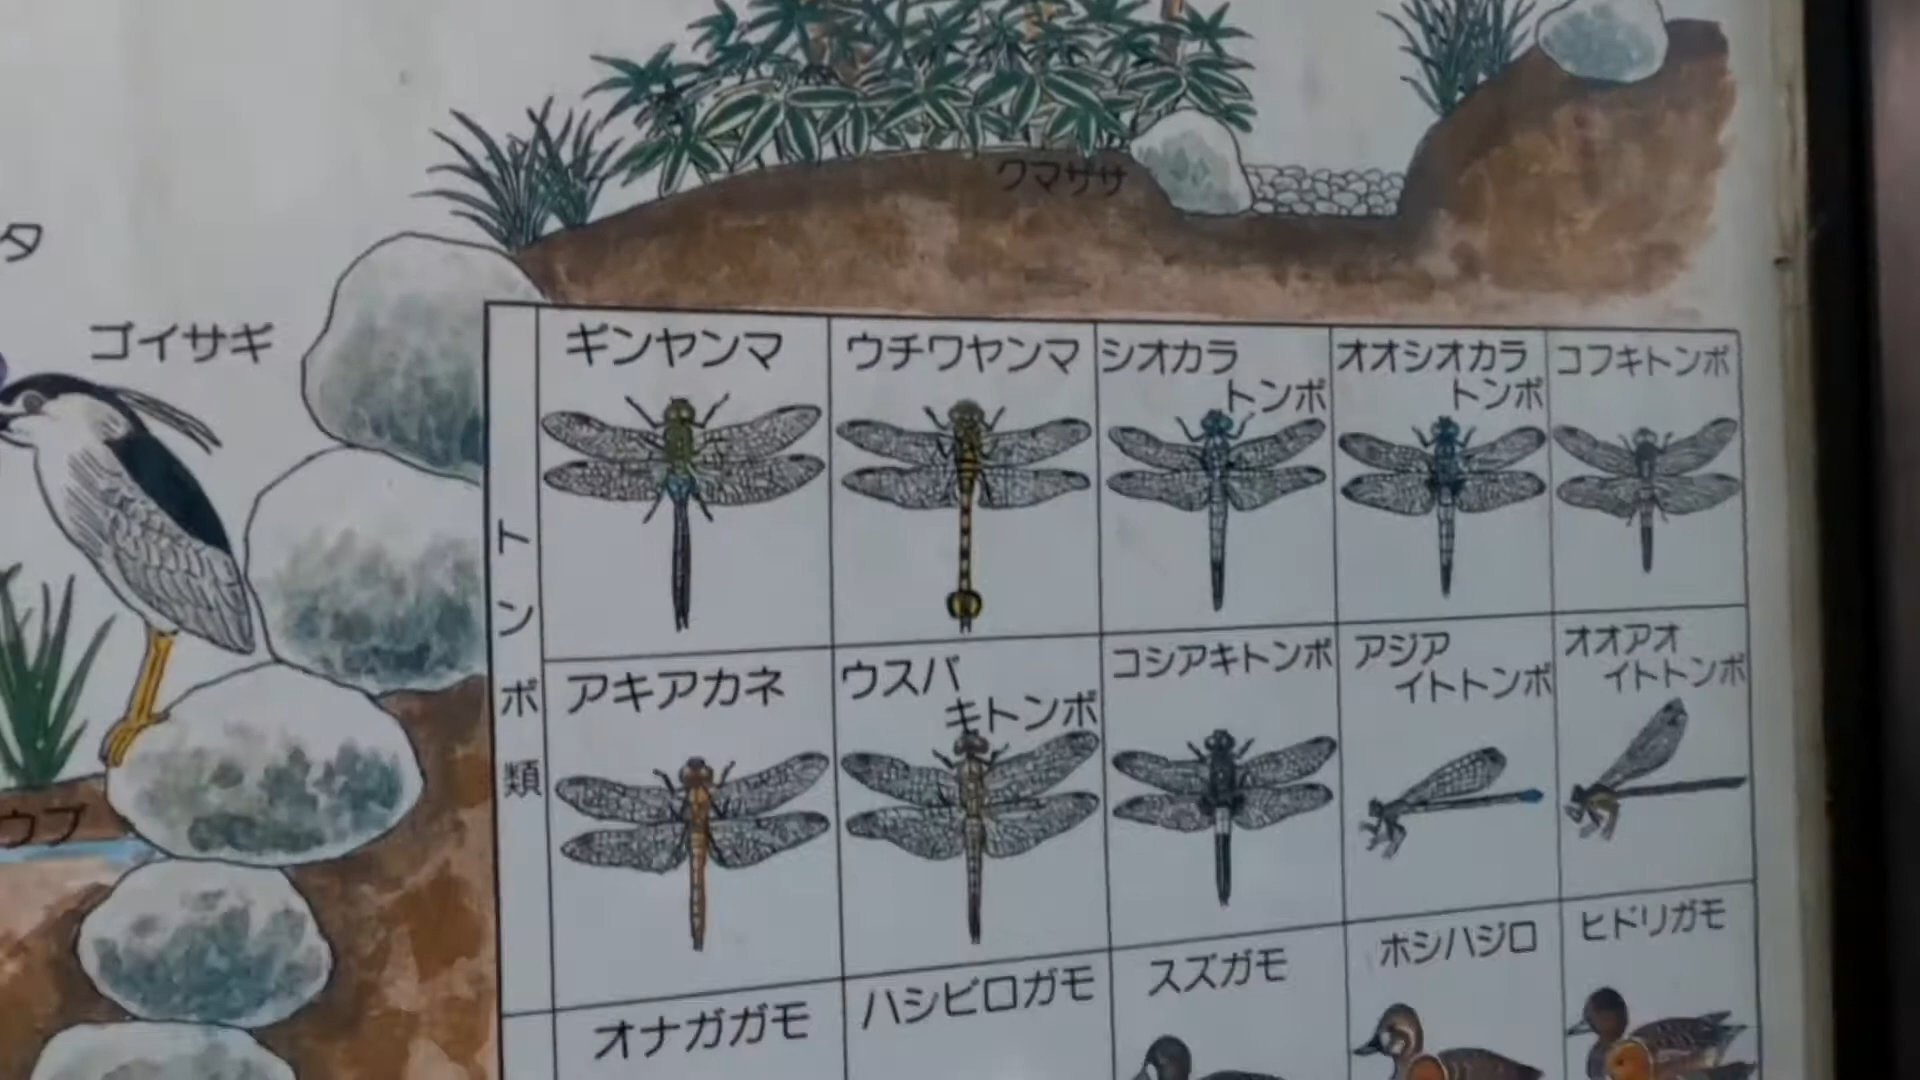 クマザサ
タ
ゴイサギ
ウブ
トンボ類
ギンヤンマ
ウチワヤンマ
シオカラ
トンボ
オオシオカラ
トンボ
コフキトンボ
アキアカネ
ウスバ
キトンボ
コシアキトンボ
アジア
イトトンボ
オオアオ
イトトンボ
オナガガモ
ハシビロガモ
スズガモ
ホシハジロ
ヒドリガモ